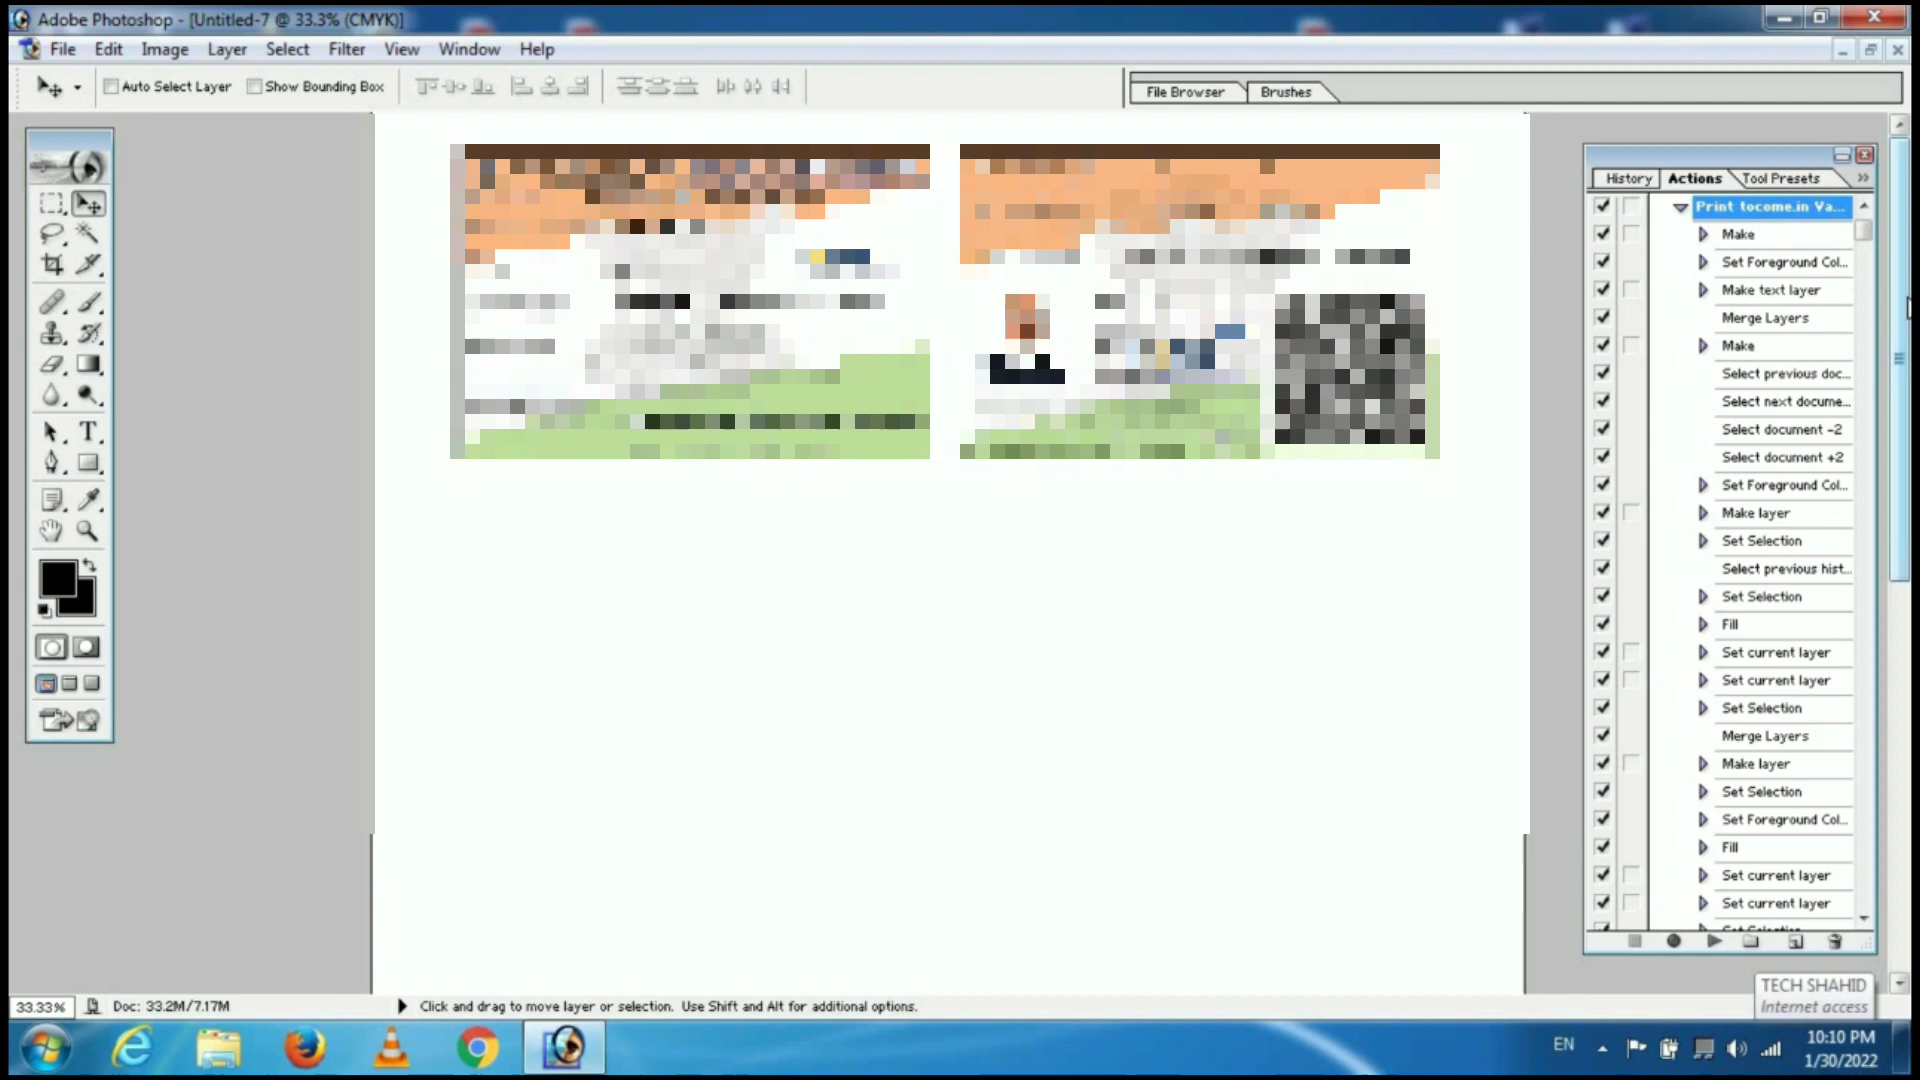 Adobe Photoshop - [Untitled-7 @ 33.3% (CMYK)]
File Edit Image Layer Select Filter View Window Help
Auto Select Layer Show Bounding Box File Browser Brushes
History Actions Tool Presets
Print tocome.in Va...
Make
Set Foreground Col...
Make text layer
Merge Layers
Make
Select previous doc...
Select next docume...
Select document -2
Select document +2
Set Foreground Col...
Make layer
Set Selection
Select previous hist...
Set Selection
Fill
Set current layer
Set current layer
Set Selection
Merge Layers
Make layer
Set Selection
Set Foreground Col...
Fill
Set current layer
Set current layer
Set Selection
TECH SHAHID
Internet access
33.33% Doc: 33.2M/7.17M Click and drag to move layer or selection. Use Shift and Alt for additional options.
EN 10:10 PM
1/30/2022